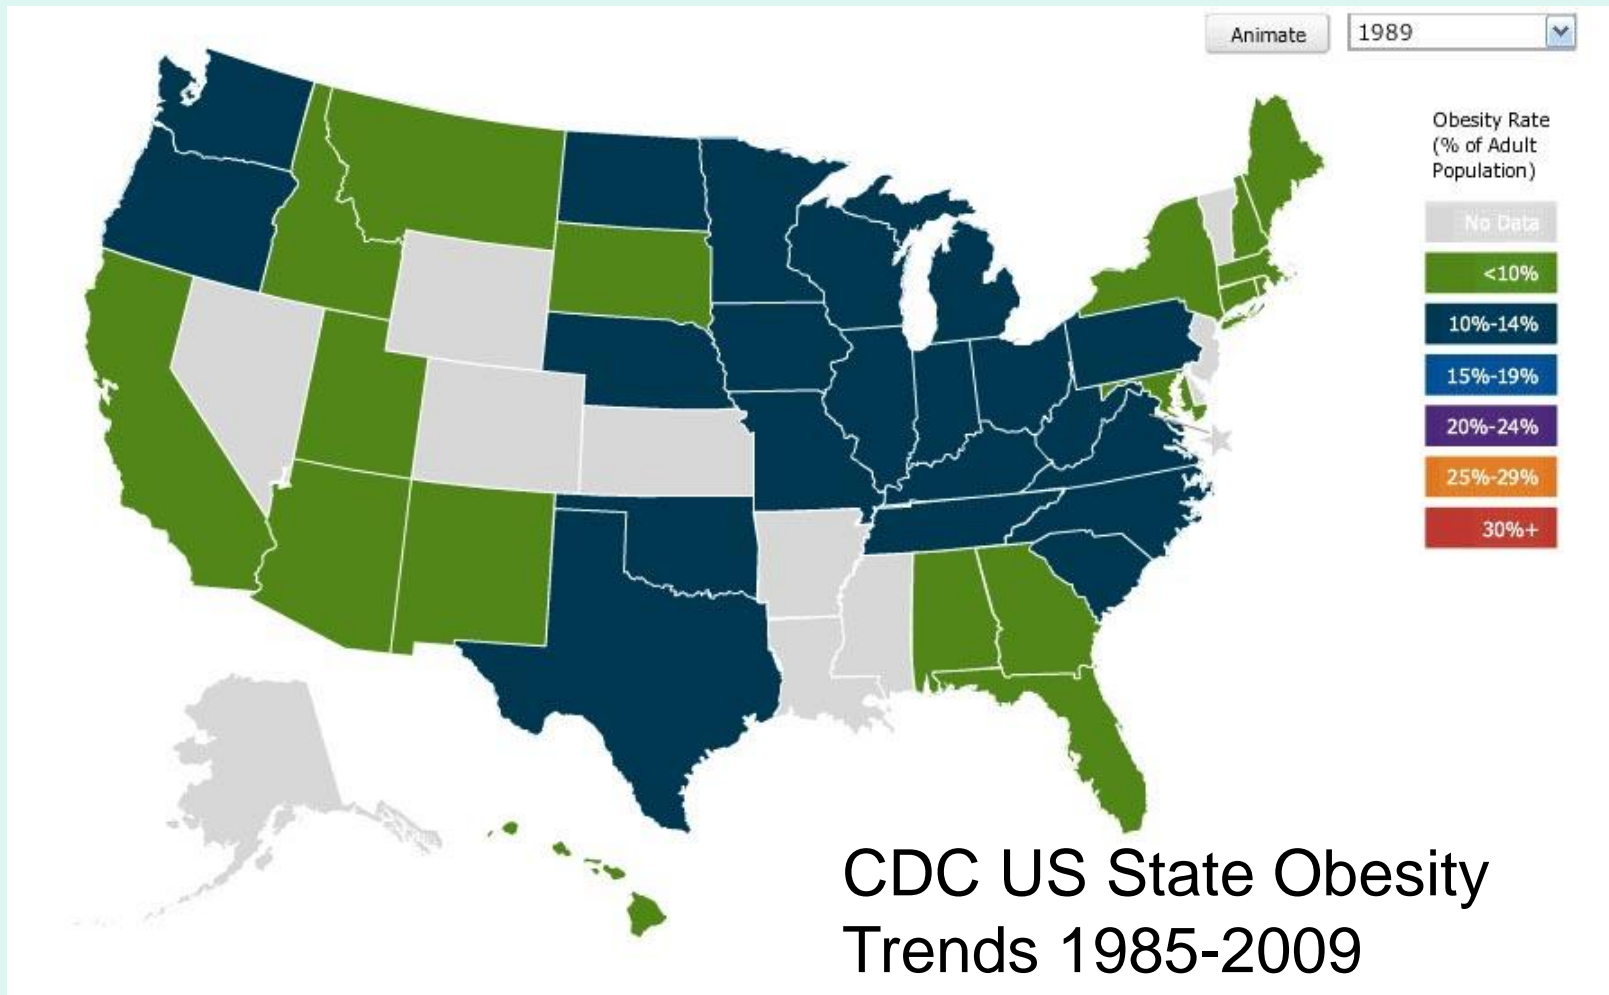 Animate
1989
Obesity Rate
(% of Adult
Population)
No Data
<10%
10%-14%
15%-19%
20%-24%
25%-29%
30%+
CDC US State Obesity
Trends 1985-2009